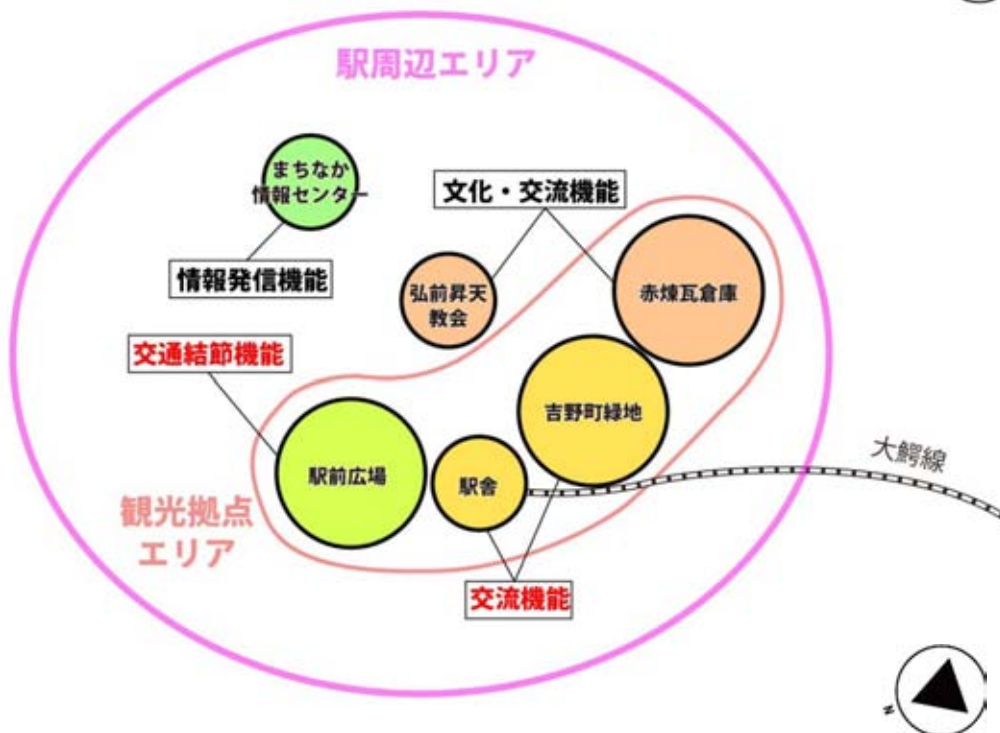 駅周辺エリア
まちなか
情報センター
文化・交流機能
情報発信機能
弘前昇天
教会
赤煉瓦倉庫
交通結節機能
吉野町緑地
大鰐線
駅前広場
駅舎
観光拠点
エリア
交流機能
N